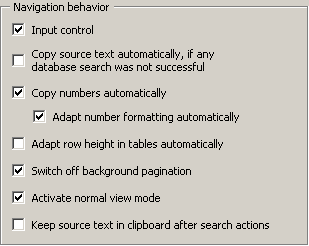 Navigation behavior
Input control
Copy source text automatically, if any
database search was not successful
Copy numbers automatically
Adapt number formatting automatically
Adapt row height in tables automatically
Switch off background pagination
Activate normal view mode
Keep source text in clipboard after search actions